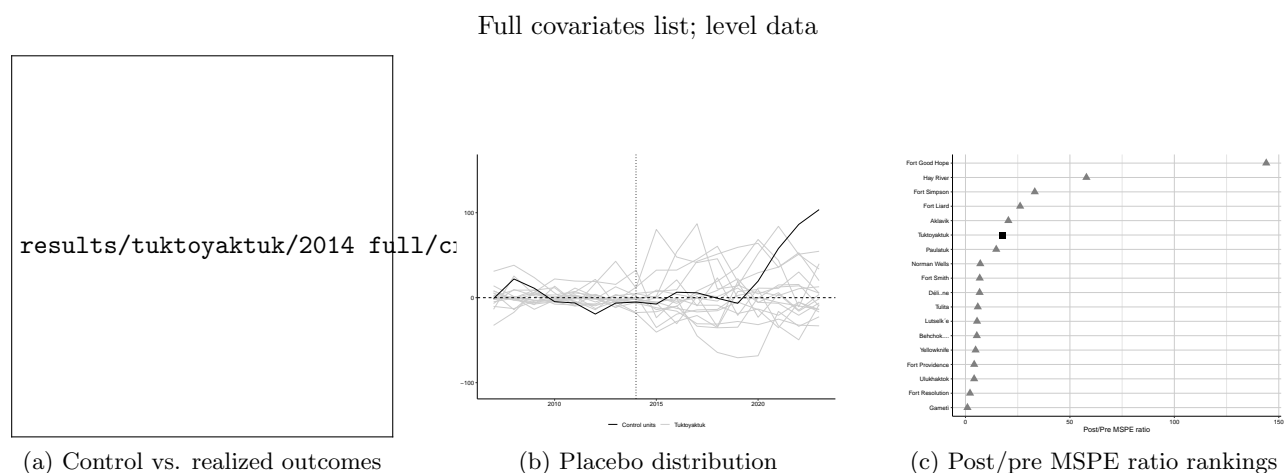 Full covariates list; level data
results/tuktoyaktuk/2014 full/c
100
0
−100
2010
2015
2020
Control units
Tuktoyaktuk
Fort Good Hope
Hay River
Fort Simpson
Fort Liard
Aklavik
Tuktoyaktuk
Paulatuk
Norman Wells
Fort Smith
Déli..ne
Tulita
Lutselk´e
Behchok....
Yellowknife
Fort Providence
Ulukhaktok
Fort Resolution
Gameti
0
50
100
150
Post/Pre MSPE ratio
(a) Control vs. realized outcomes
(b) Placebo distribution
(c) Post/pre MSPE ratio rankings